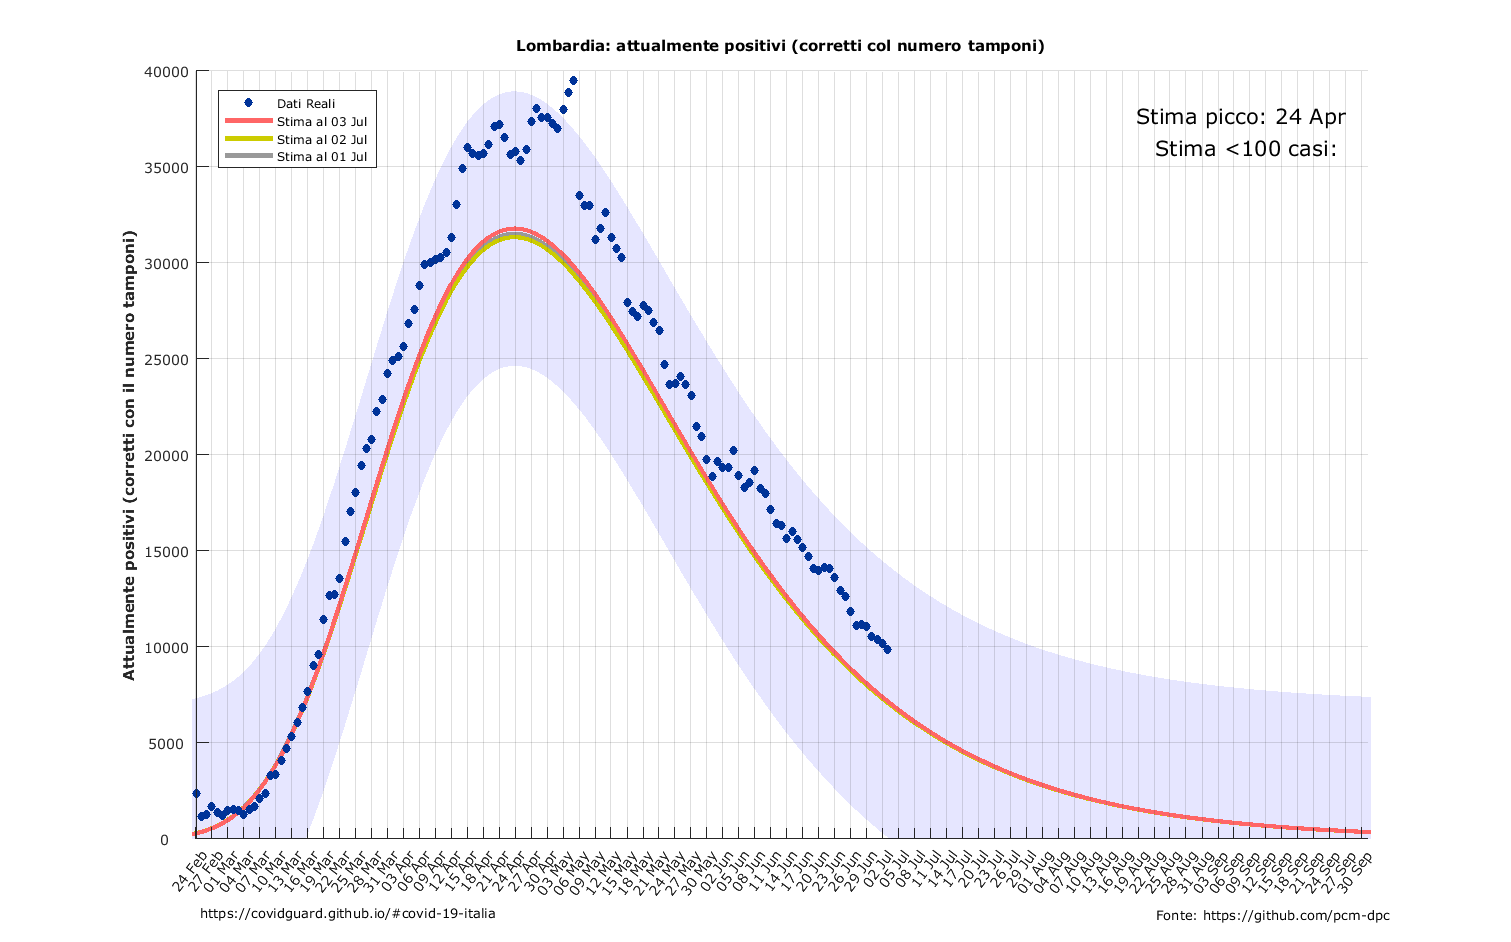 Lombardia: attualmente positivi (corretti col numero tamponi)
Attualmente positivi (corretti con il numero tamponi)
40000
35000
30000
25000
20000
15000
10000
5000
0
Dati Reali
Stima al 03 Jul
Stima al 02 Jul
Stima al 01 Jul
Stima picco: 24 Apr
Stima <100 casi:
24 Feb
27 Feb
01 Mar
04 Mar
07 Mar
10 Mar
13 Mar
16 Mar
19 Mar
22 Mar
25 Mar
28 Mar
31 Mar
03 Apr
06 Apr
09 Apr
12 Apr
15 Apr
18 Apr
21 Apr
24 Apr
27 Apr
30 Apr
03 May
06 May
09 May
12 May
15 May
18 May
21 May
24 May
27 May
30 May
02 Jun
05 Jun
08 Jun
11 Jun
14 Jun
17 Jun
20 Jun
23 Jun
26 Jun
29 Jun
02 Jul
05 Jul
08 Jul
11 Jul
14 Jul
17 Jul
20 Jul
23 Jul
26 Jul
29 Jul
01 Aug
04 Aug
07 Aug
10 Aug
13 Aug
16 Aug
19 Aug
22 Aug
25 Aug
28 Aug
31 Aug
03 Sep
06 Sep
09 Sep
12 Sep
15 Sep
18 Sep
21 Sep
24 Sep
27 Sep
30 Sep
https://covidguard.github.io/#covid-19-italia
Fonte: https://github.com/pcm-dpc